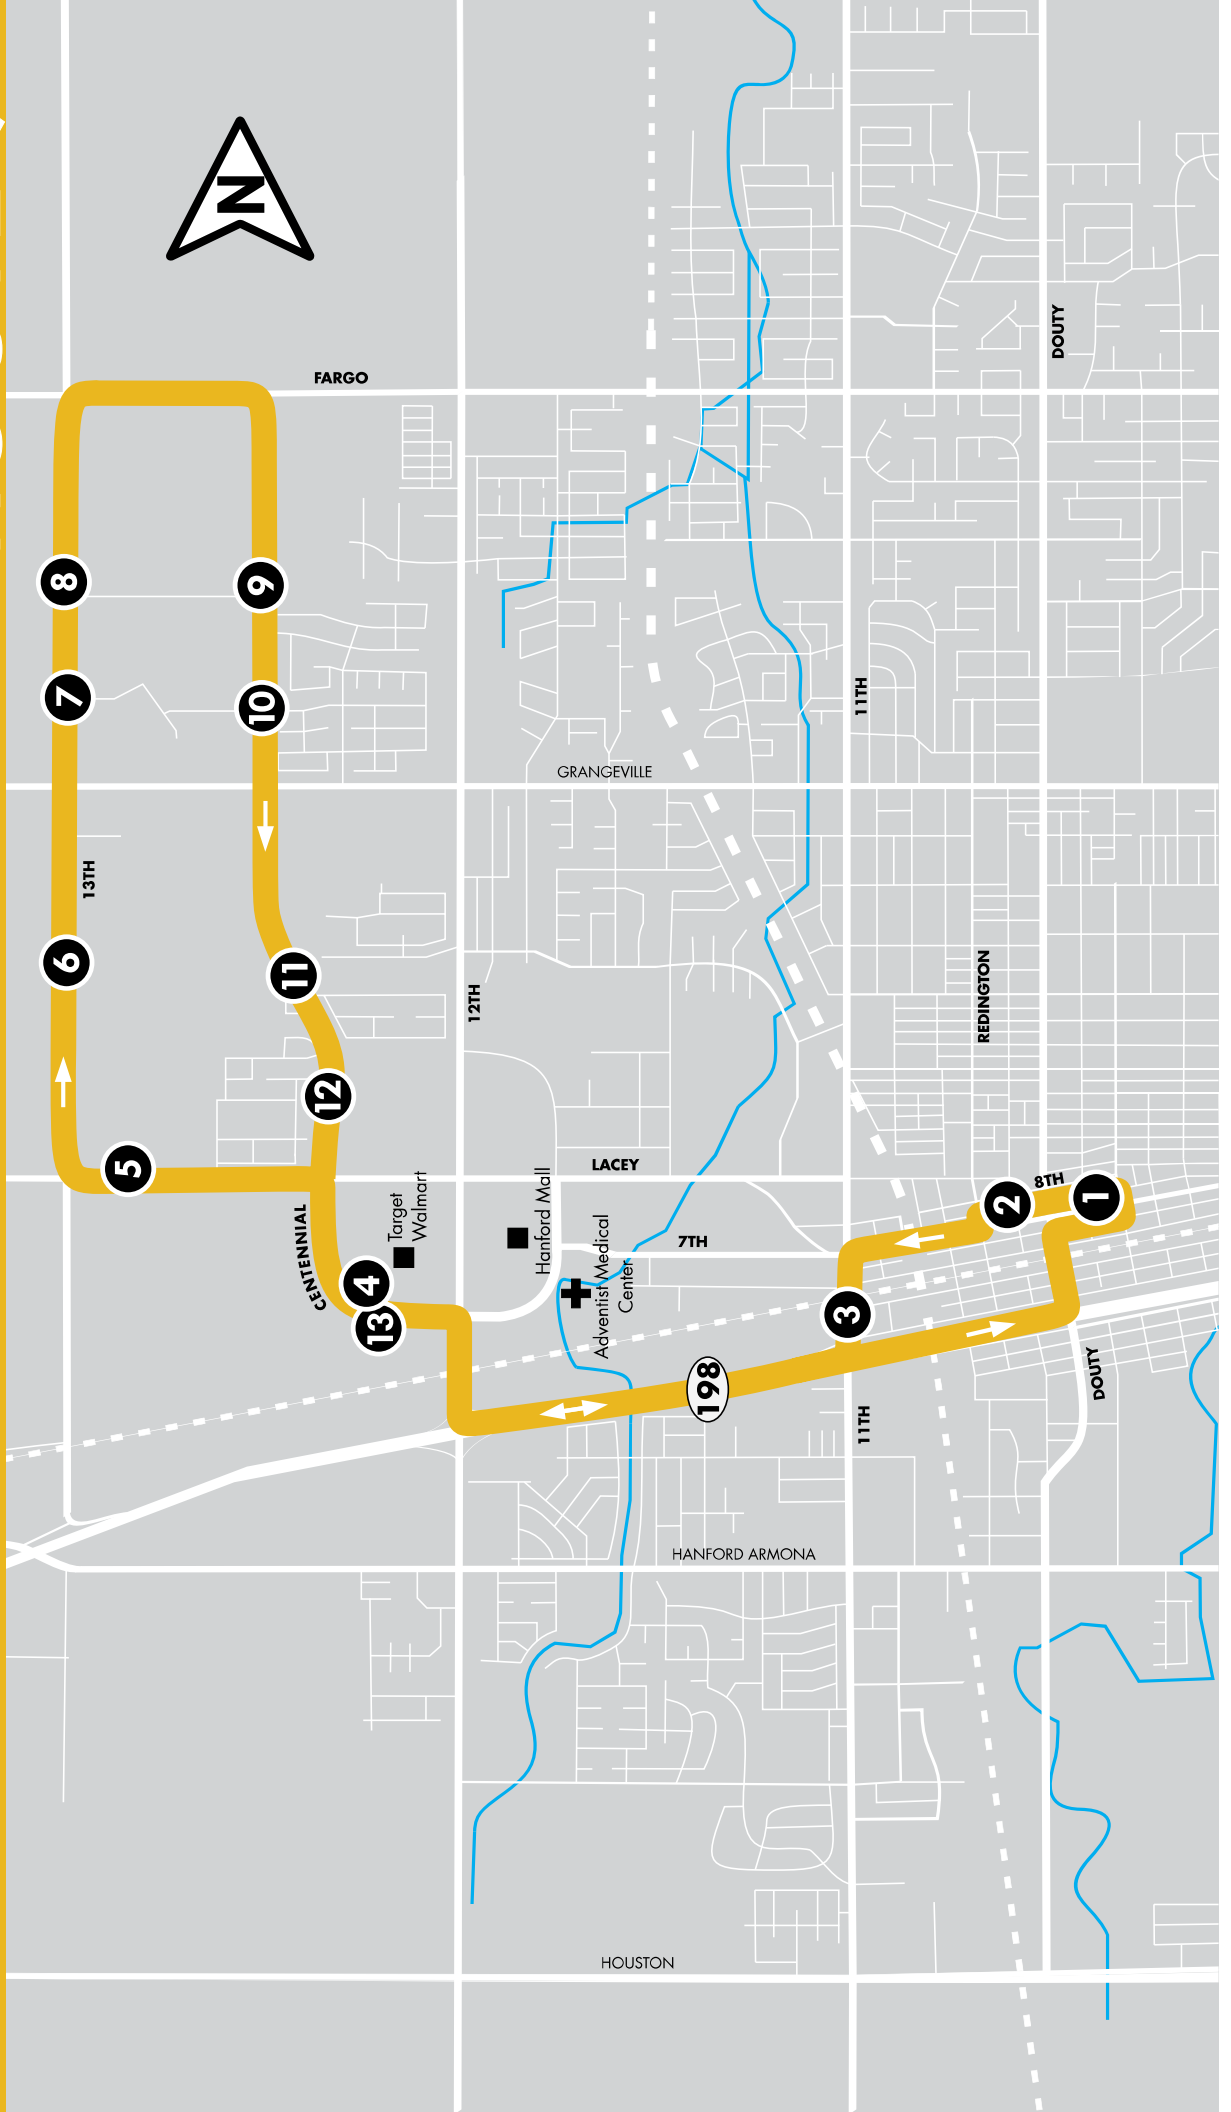 N
DOUTY
FARGO
8
9
7
10
11TH
GRANGEVILLE
13TH
6
11
12TH
REDINGTON
12
5
LACEY
8TH
1
2
CENTENNIAL
Target
Walmart
Hanford Mall
7TH
4
13
Adventist Medical
Center
3
198
DOUTY
11TH
HANFORD ARMONA
HOUSTON